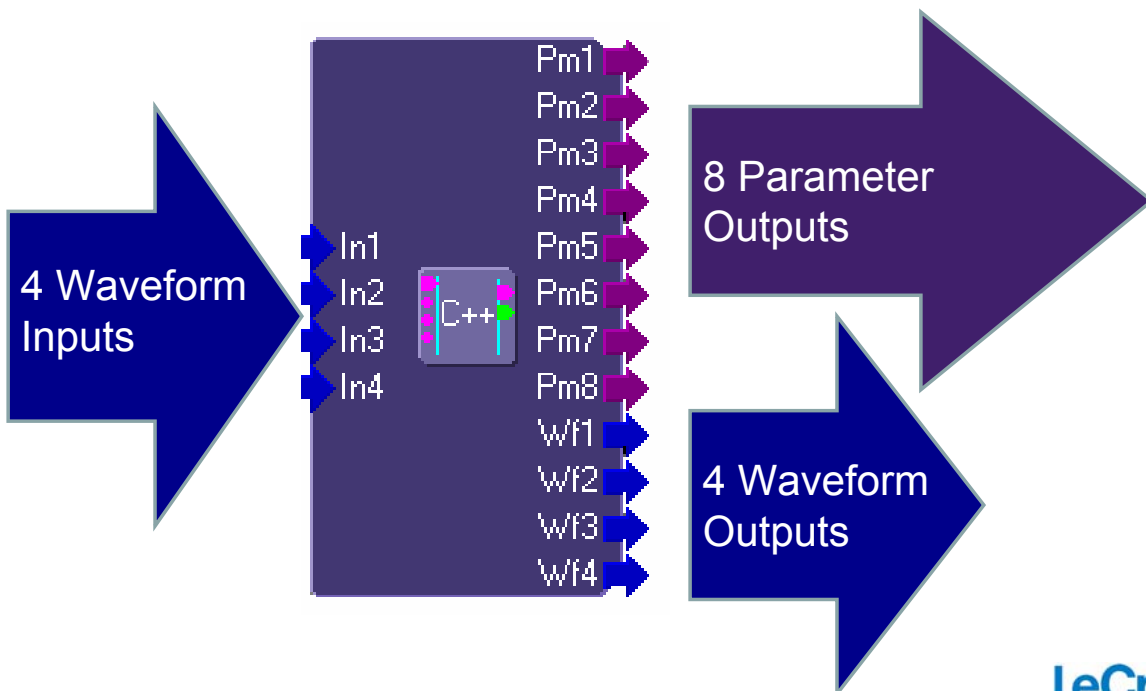 4 Waveform
Inputs
In1
In2
In3
In4
C++
Pm1
Pm2
Pm3
Pm4
Pm5
Pm6
Pm7
Pm8
Wf1
Wf2
Wf3
Wf4
8 Parameter
Outputs
4 Waveform
Outputs